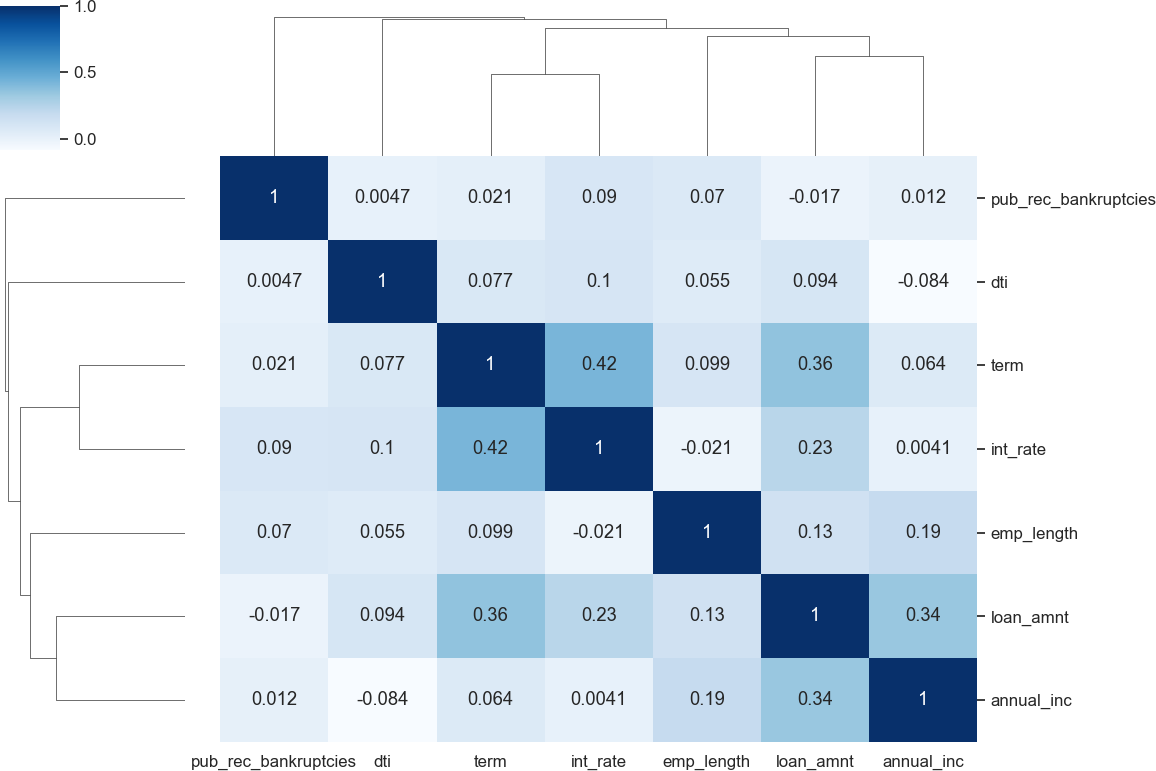 1.0
0.5
0.0
1 0.0047 0.021 0.09 0.07 -0.017 0.012 pub_rec_bankruptcies
0.0047 1 0.077 0.1 0.055 0.094 -0.084 dti
0.021 0.077 1 0.42 0.099 0.36 0.064 term
0.09 0.1 0.42 1 -0.021 0.23 0.0041 int_rate
0.07 0.055 0.099 -0.021 1 0.13 0.19 emp_length
-0.017 0.094 0.36 0.23 0.13 1 0.34 loan_amnt
0.012 -0.084 0.064 0.0041 0.19 0.34 1 annual_inc
pub_rec_bankruptcies dti term int_rate emp_length loan_amnt annual_inc